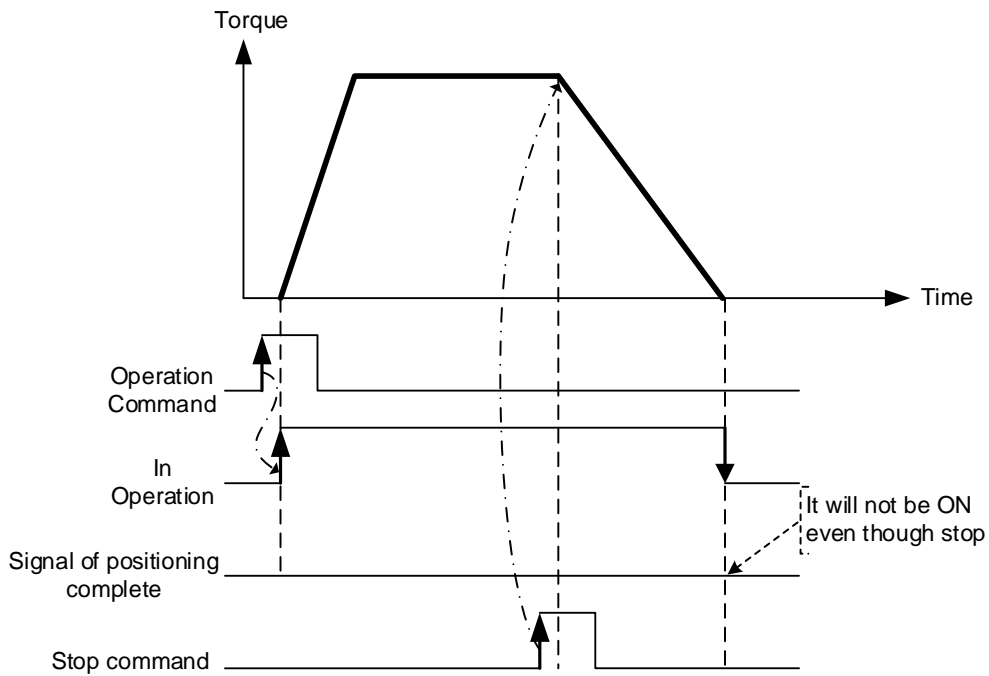 Torque
Time
Operation
Command
In
Operation
It will not be ON
even though stop
Signal of positioning
complete
Stop command